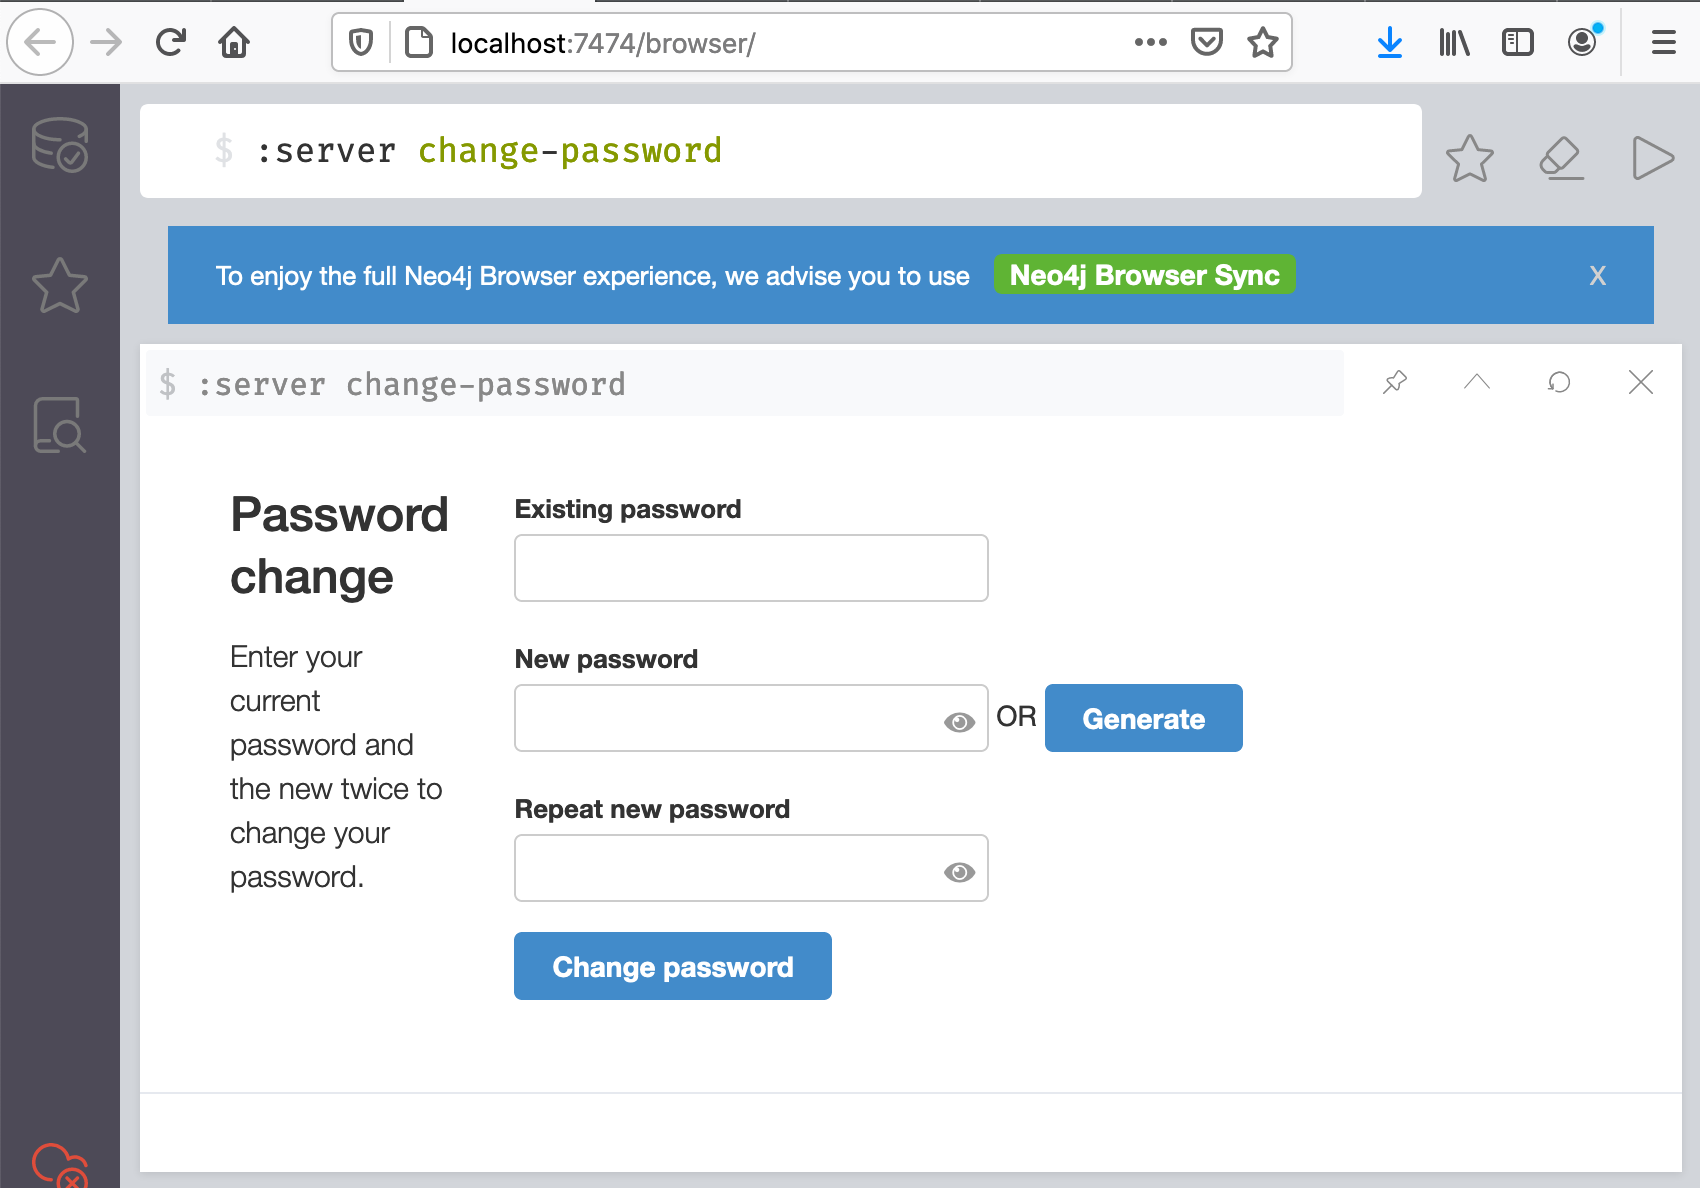 localhost:7474/browser/
$ :server change-password
To enjoy the full Neo4j Browser experience, we advise you to use Neo4j Browser Sync X
$ :server change-password
Password
change
Enter your
current
password and
the new twice to
change your
password.
Existing password
New password
OR Generate
Repeat new password
Change password